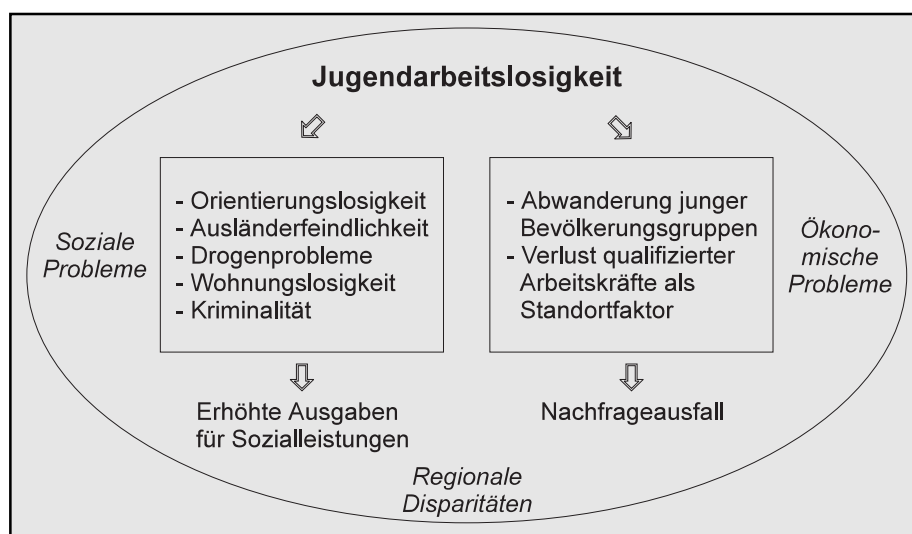 Jugendarbeitslosigkeit
Soziale
Probleme
- Orientierungslosigkeit
- Ausländerfeindlichkeit
- Drogenprobleme
- Wohnungslosigkeit
- Kriminalität
- Abwanderung junger
Bevölkerungsgruppen
- Verlust qualifizierter
Arbeitskräfte als
Standortfaktor
Ökono-
mische
Probleme
Erhöhte Ausgaben
für Sozialleistungen
Nachfrageausfall
Regionale
Disparitäten